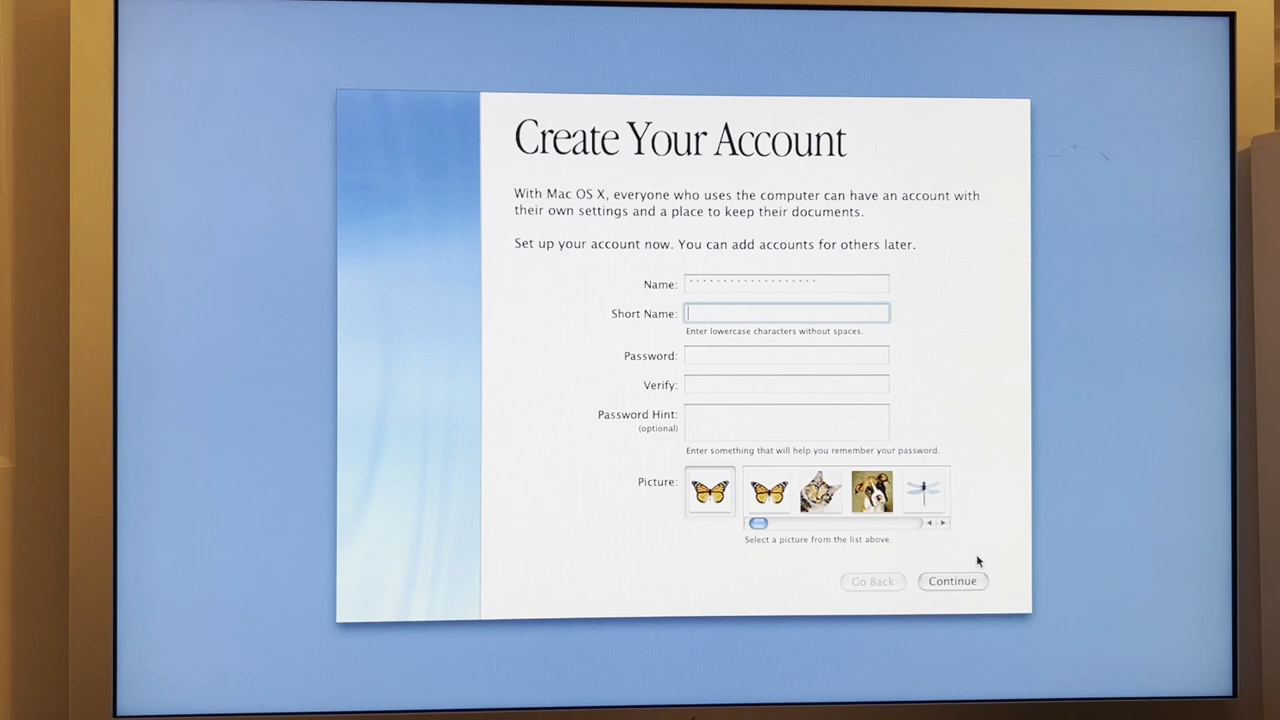 Create Your Account
With Mac OS X, everyone who uses the computer can have an account with
their own settings and a place to keep their documents.
Set up your account now. You can add accounts for others later.
Name:
Short Name:
Enter lowercase characters without spaces.
Password:
Verify:
Password Hint:
(optional)
Enter something that will help you remember your password.
Picture:
Select a picture from the list above.
Go Back
Continue